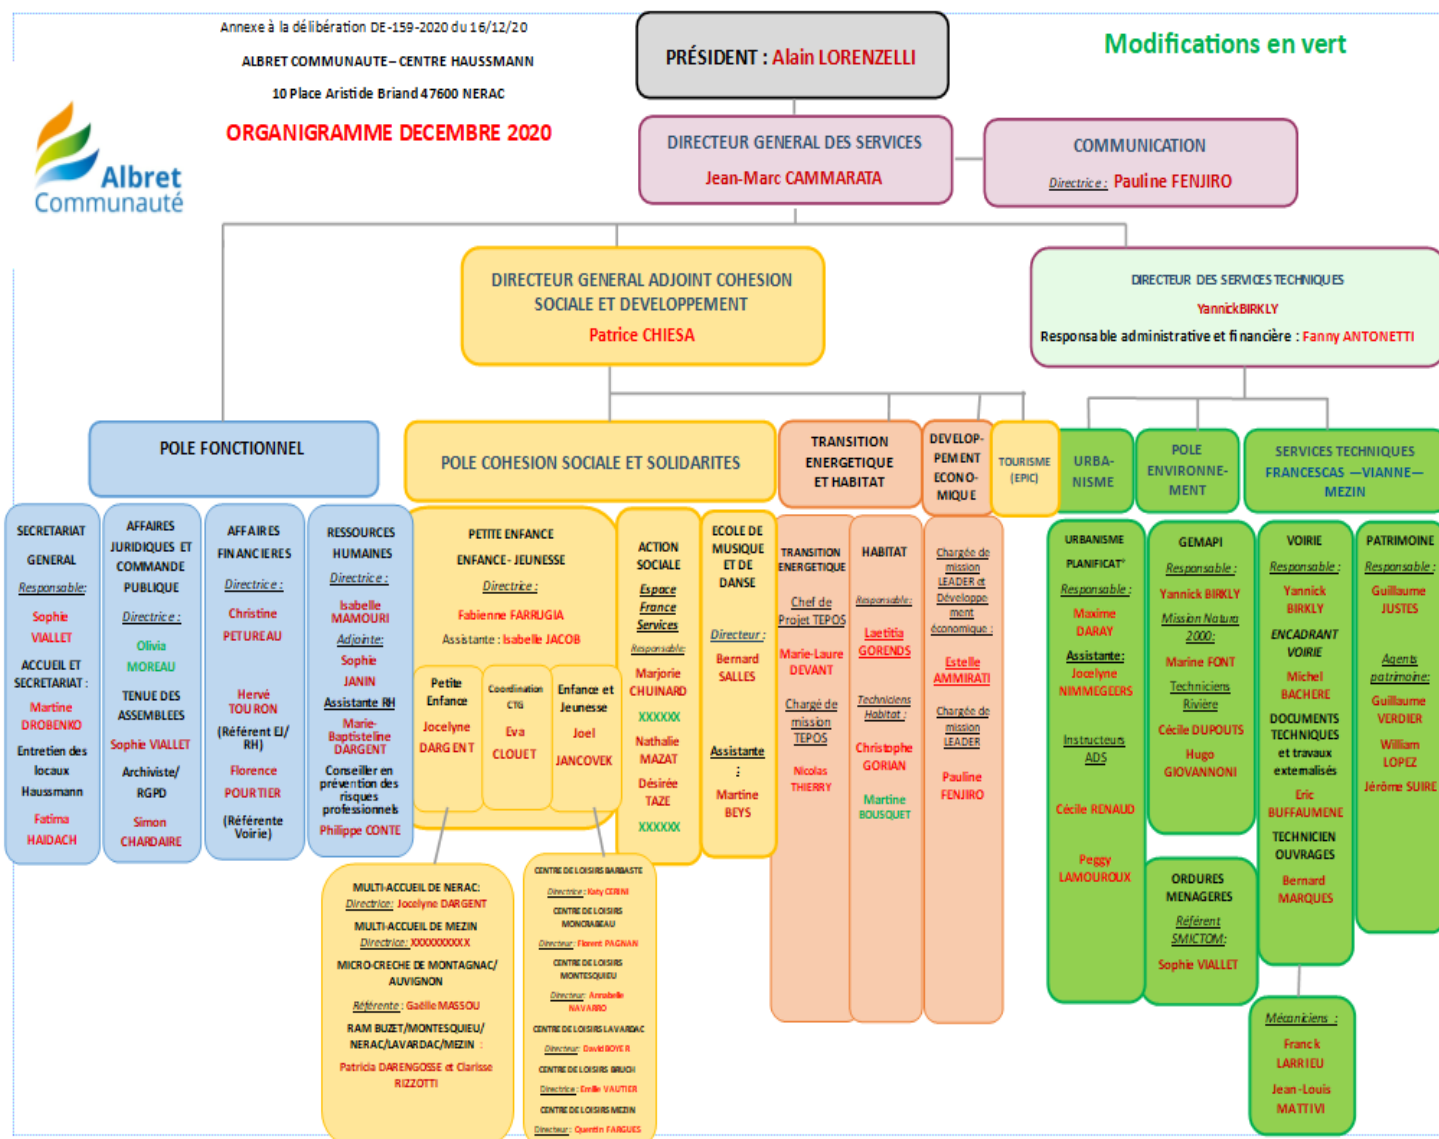 Annexe à la délibération DE-159-2020 du 16/12/20
ALBRET COMMUNAUTE – CENTRE HAUSSMANN
10 Place Aristide Briand 47600 NERAC
ORGANIGRAMME DECEMBRE 2020
Albret
Communauté
Modifications en vert
PRÉSIDENT : Alain LORENZELLI
DIRECTEUR GENERAL DES SERVICES
Jean-Marc CAMMARATA
COMMUNICATION
Directrice : Pauline FENJIRO
DIRECTEUR GENERAL ADJOINT COHESION
SOCIALE ET DEVELOPPEMENT
Patrice CHIESA
DIRECTEUR DES SERVICES TECHNIQUES
YannickBIRKLY
Responsable administrative et financière : Fanny ANTONETTI
POLE FONCTIONNEL
POLE COHESION SOCIALE ET SOLIDARITES
TRANSITION
ENERGETIQUE
ET HABITAT
DEVELOP-
PEMENT
ECONO-
MIQUE
TOURISME
(EPIC)
URBA-
NISME
POLE
ENVIRONNE-
MENT
SERVICES TECHNIQUES
FRANCESCAS —VIANNE—
MEZIN
SECRETARIAT
GENERAL
Responsable:
Sophie
VIALLET
ACCUEIL ET
SECRETARIAT :
Martine
DROBENKO
Entretien des
locaux
Haussmann
Fatima
HAIDACH
AFFAIRES
JURIDIQUES ET
COMMANDE
PUBLIQUE
Directrice :
Olivia
MOREAU
TENUE DES
ASSEMBLEES
Sophie VIALLET
Archiviste/
RGPD
Simon
CHARDAIRE
AFFAIRES
FINANCIERES
Directrice :
Christine
PETUREAU
Hervé
TOURON
(Référent EJ/
RH)
Florence
POURTIER
(Référente
Voirie)
RESSOURCES
HUMAINES
Directrice :
Isabelle
MAMOURI
Adjointe:
Sophie
JANIN
Assistante RH
Marie-
Baptisteline
DARGENT
Conseiller en
prévention des
risques
professionnels
Philippe CONTE
PETITE ENFANCE
ENFANCE- JEUNESSE
Directrice :
Fabienne FARRUGIA
Assistante : Isabelle JACOB
Petite
Enfance
Jocelyne
DARGENT
Coordination
CTG
Eva
CLOUET
Enfance et
Jeunesse
Joel
JANCOVEK
ACTION
SOCIALE
Espace
France
Services
Responsable:
Marjorie
CHUINARD
XXXXXX
Nathalie
MAZAT
Désirée
TAZE
XXXXXX
ECOLE DE
MUSIQUE
ET DE
DANSE
Directeur :
Bernard
SALLES
Assistante
:
Martine
BEYS
TRANSITION
ENERGETIQUE
Chef de
Projet TEPOS
Marie-Laure
DEVANT
Chargé de
mission
TEPOS
Nicolas
THIERRY
HABITAT
Responsable:
Laetitia
GORENDS
Techniciens
Habitat :
Christophe
GORIAN
Martine
BOUSQUET
Chargée de
mission
LEADER et
Développe
ment
économique :
Estelle
AMMIRATI
Chargée de
mission
LEADER
Pauline
FENJIRO
URBANISME
PLANIFICAT°
Responsable :
Maxime
DARAY
Assistante:
Jocelyne
NIMMEGEERS
Instructeurs
ADS
Cécile RENAUD
Peggy
LAMOUROUX
GEMAPI
Responsable :
Yannick BIRKLY
Mission Natura
2000:
Marine FONT
Techniciens
Rivière
Cécile DUPOUTS
Hugo
GIOVANNONI
ORDURES
MENAGERES
Référent
SMICTOM:
Sophie VIALLET
VOIRIE
Responsable :
Yannick
BIRKLY
ENCADRANT
VOIRIE
Michel
BACHERE
DOCUMENTS
TECHNIQUES
et travaux
externalisés
Eric
BUFFAUMENE
TECHNICIEN
OUVRAGES
Bernard
MARQUES
PATRIMOINE
Responsable :
Guillaume
JUSTES
Agents
patrimoine:
Guillaume
VERDIER
William
LOPEZ
Jérôme SUIRE
Mécaniciens :
Franck
LARRIEU
Jean-Louis
MATTIVI
MULTI-ACCUEIL DE NERAC:
Directrice: Jocelyne DARGENT
MULTI-ACCUEIL DE MEZIN
Directrice: XXXXXXXXXX
MICRO-CRECHE DE MONTAGNAC/
AUVIGNON
Référente : Gaëlle MASSOU
RAM BUZET/MONTESQUIEU/
NERAC/LAVARDAC/MEZIN :
Patricia DARENGOSSE et Clarisse
RIZZOTTI
CENTRE DE LOISIRS BARBASTE
Directrice : Katy CERINI
CENTRE DE LOISIRS
MONCRABEAU
Directeur: Florent PAGNAN
CENTRE DE LOISIRS
MONTESQUIEU
Directeur: Annabelle
NAVARRO
CENTRE DE LOISIRS LAVARDAC
Directeur: David BOYER
CENTRE DE LOISIRS BRUCH
Directrice : Emilie VAUTIER
CENTRE DE LOISIRS MEZIN
Directeur: Quentin FARGUES